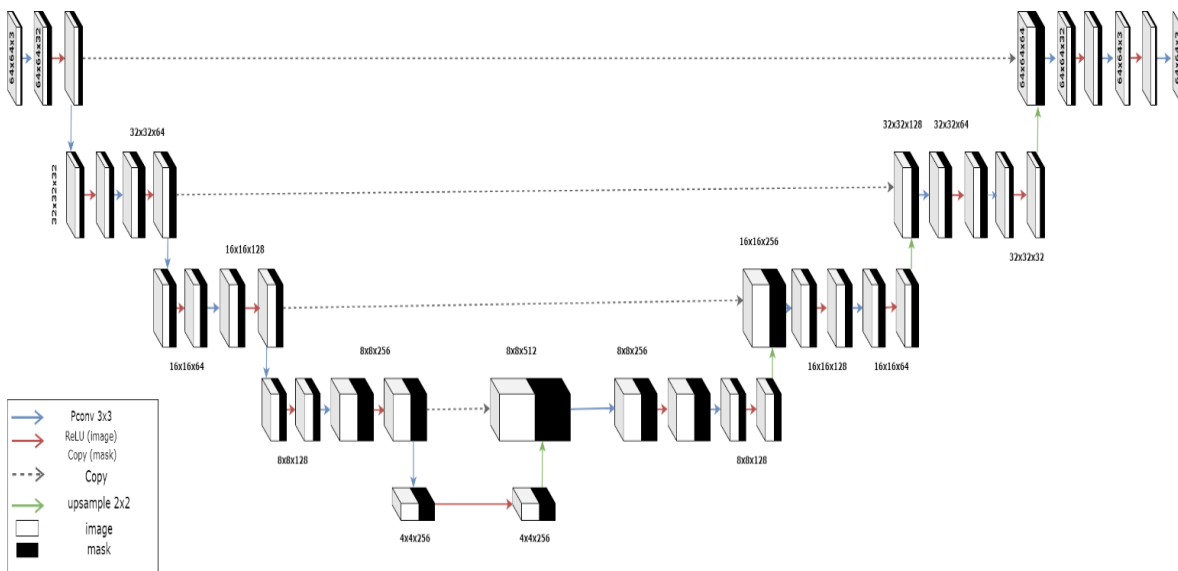 64x64x3
64x64x32
64x64x64
64x64x32
64x64x3
64x64x3
32x32x64
32x32x128
32x32x64
32x32x32
32x32x32
16x16x128
16x16x256
16x16x64
16x16x128
16x16x64
8x8x256
8x8x512
8x8x256
8x8x128
8x8x128
4x4x256
4x4x256
Pconv 3x3
ReLU (image)
Copy (mask)
Copy
upsample 2x2
image
mask